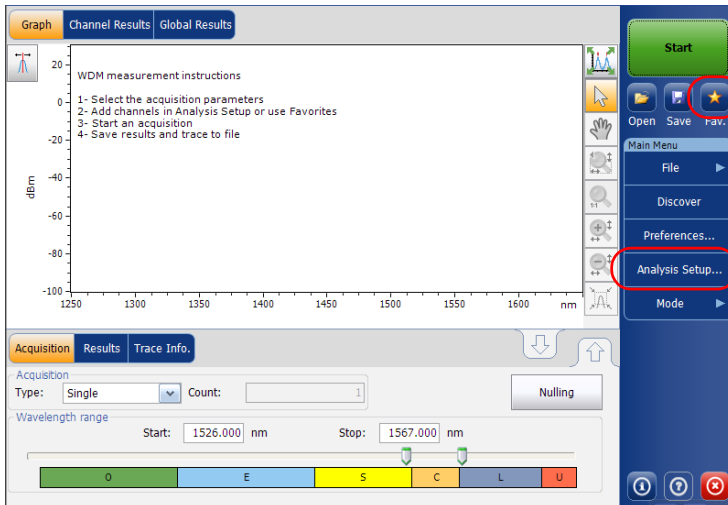 Graph Channel Results Global Results
Start
WDM measurement instructions
1- Select the acquisition parameters
2- Add channels in Analysis Setup or use Favorites
3- Start an acquisition
4- Save results and trace to file
20
0
-20
-40
-60
-80
-100
dBm
1250 1300 1350 1400 1450 1500 1550 1600 nm
1:1
Open Save Fav.
Main Menu
File
Discover
Preferences...
Analysis Setup...
Mode
Acquisition Results Trace Info.
Acquisition
Type: Single Count: 1
Nulling
Wavelength range
Start: 1526.000 nm Stop: 1567.000 nm
O E S C L U